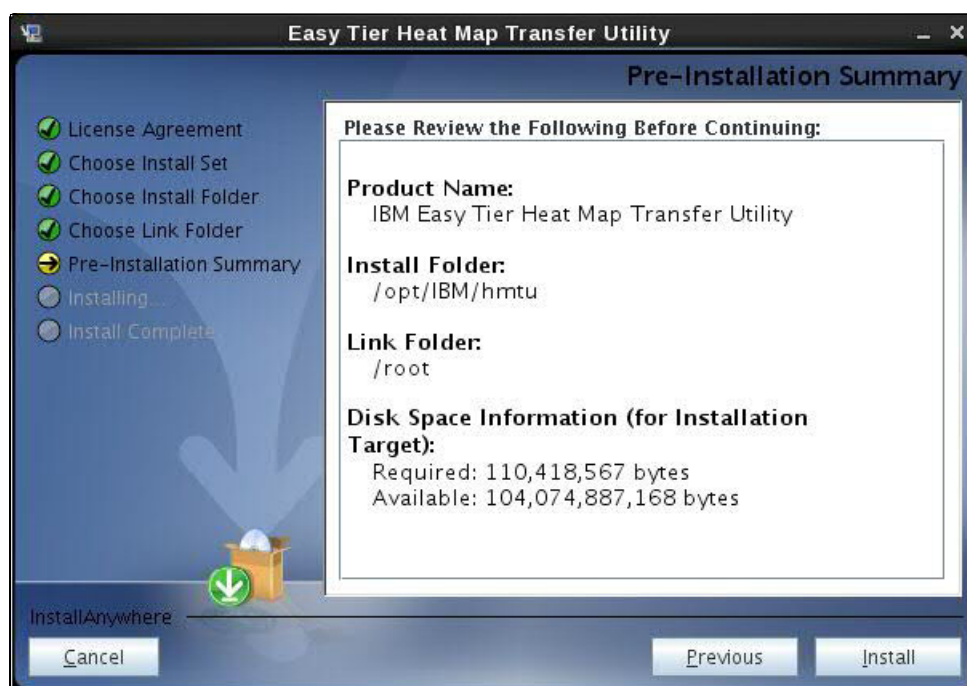 Easy Tier Heat Map Transfer Utility
Pre-Installation Summary
License Agreement
Choose Install Set
Choose Install Folder
Choose Link Folder
Pre-Installation Summary
Installing...
Install Complete
Please Review the Following Before Continuing:
Product Name:
IBM Easy Tier Heat Map Transfer Utility
Install Folder:
/opt/IBM/hmtu
Link Folder:
/root
Disk Space Information (for Installation
Target):
Required: 110,418,567 bytes
Available: 104,074,887,168 bytes
InstallAnywhere
Cancel
Previous
Install